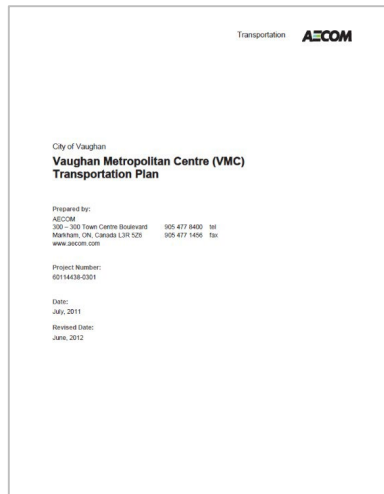 Transportation AECOM
City of Vaughan
Vaughan Metropolitan Centre (VMC)
Transportation Plan
Prepared by:
AECOM
300 – 300 Town Centre Boulevard 905 477 8400 tel
Markham, ON, Canada L3R 5Z6 905 477 1456 fax
www.aecom.com
Project Number:
60114438-0301
Date:
July, 2011
Revised Date:
June, 2012